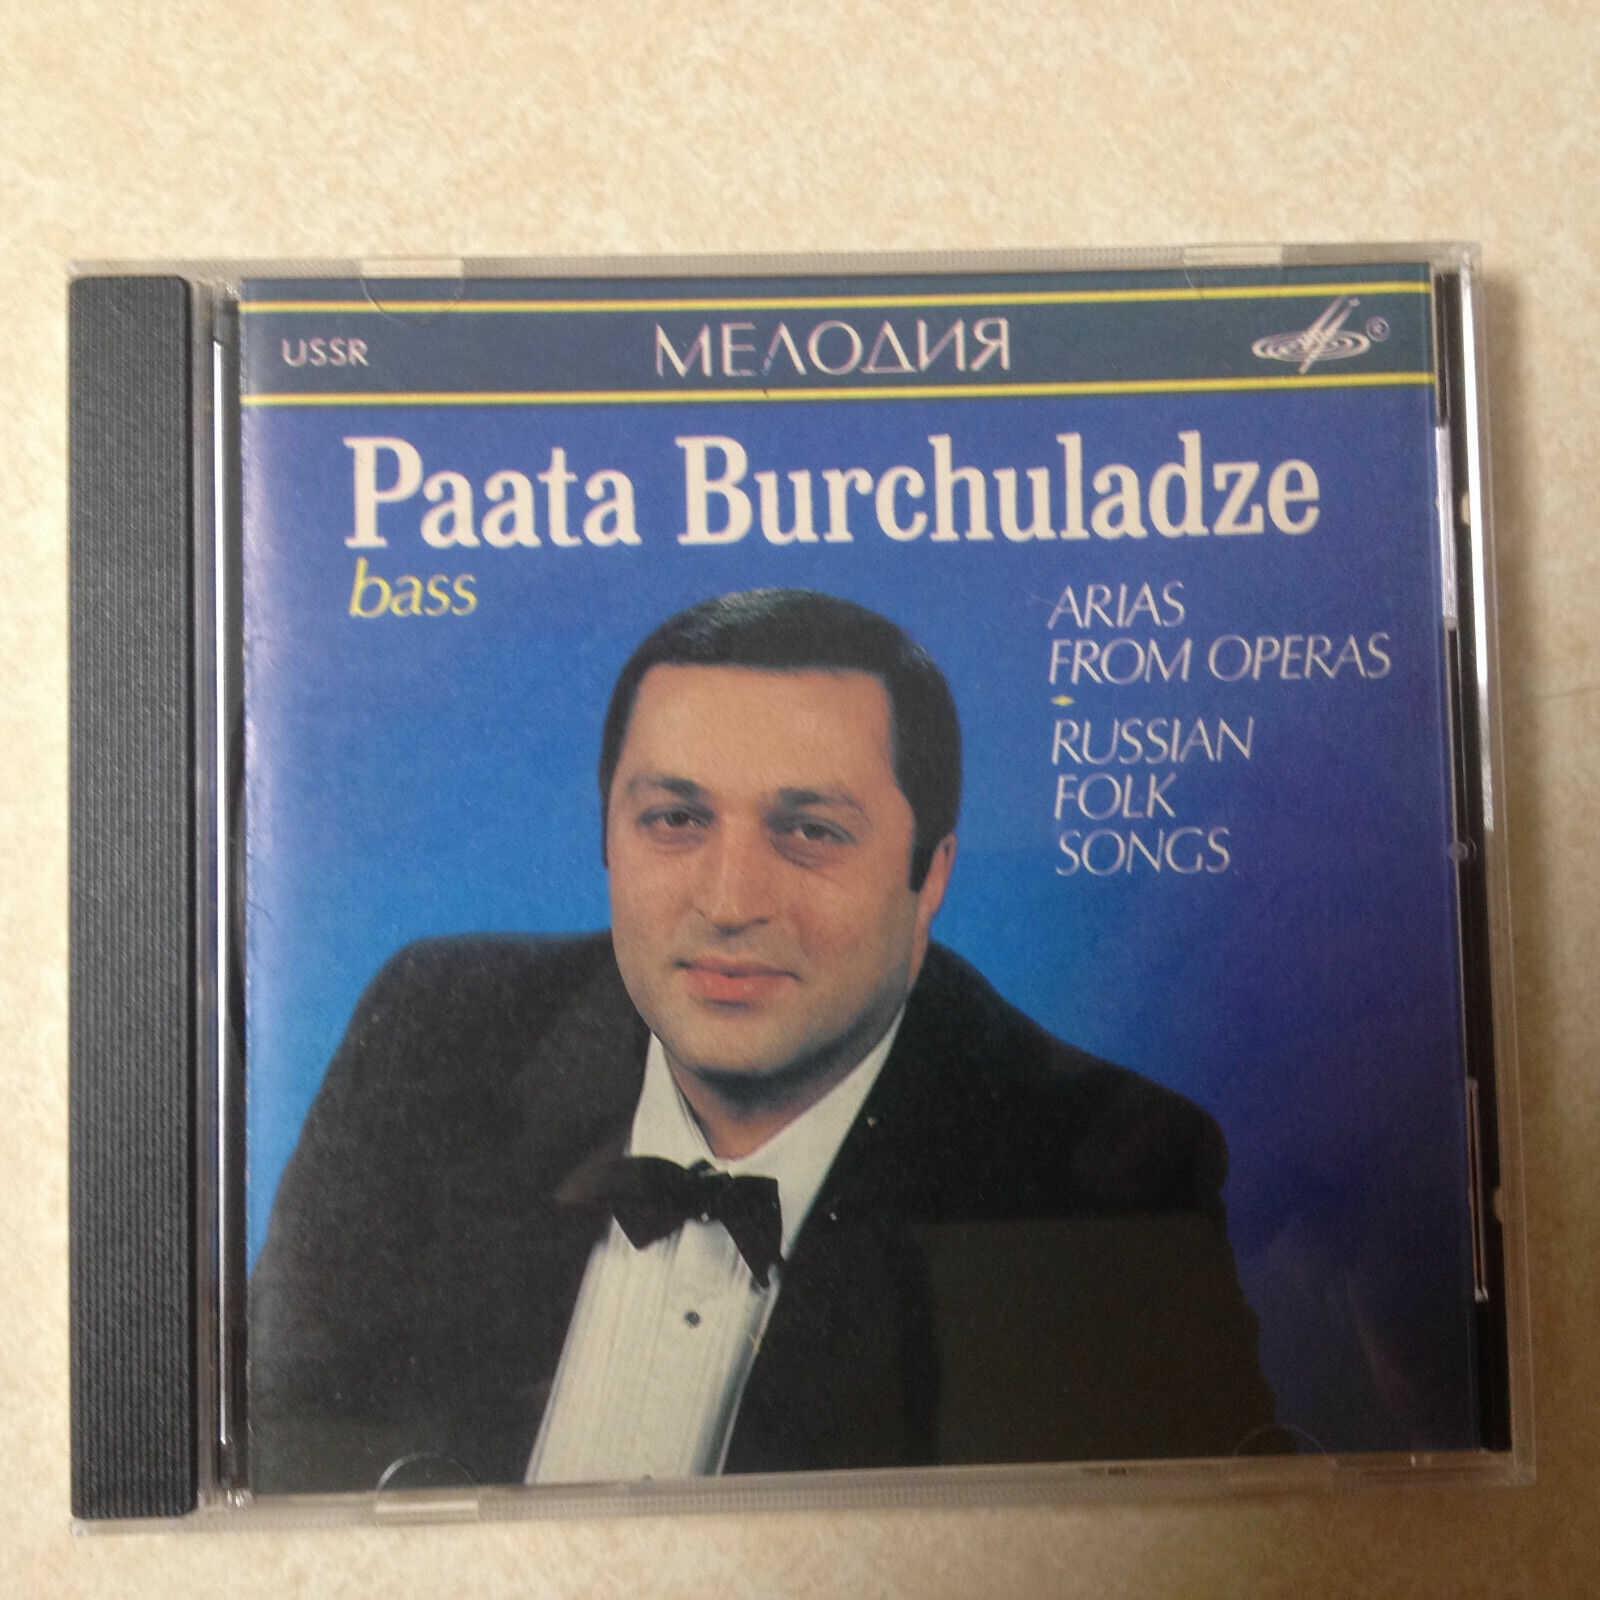 USSR
МЕЛОДИЯ
®
Paata Burchuladze
bass
ARIAS
FROM OPERAS
RUSSIAN
FOLK
SONGS